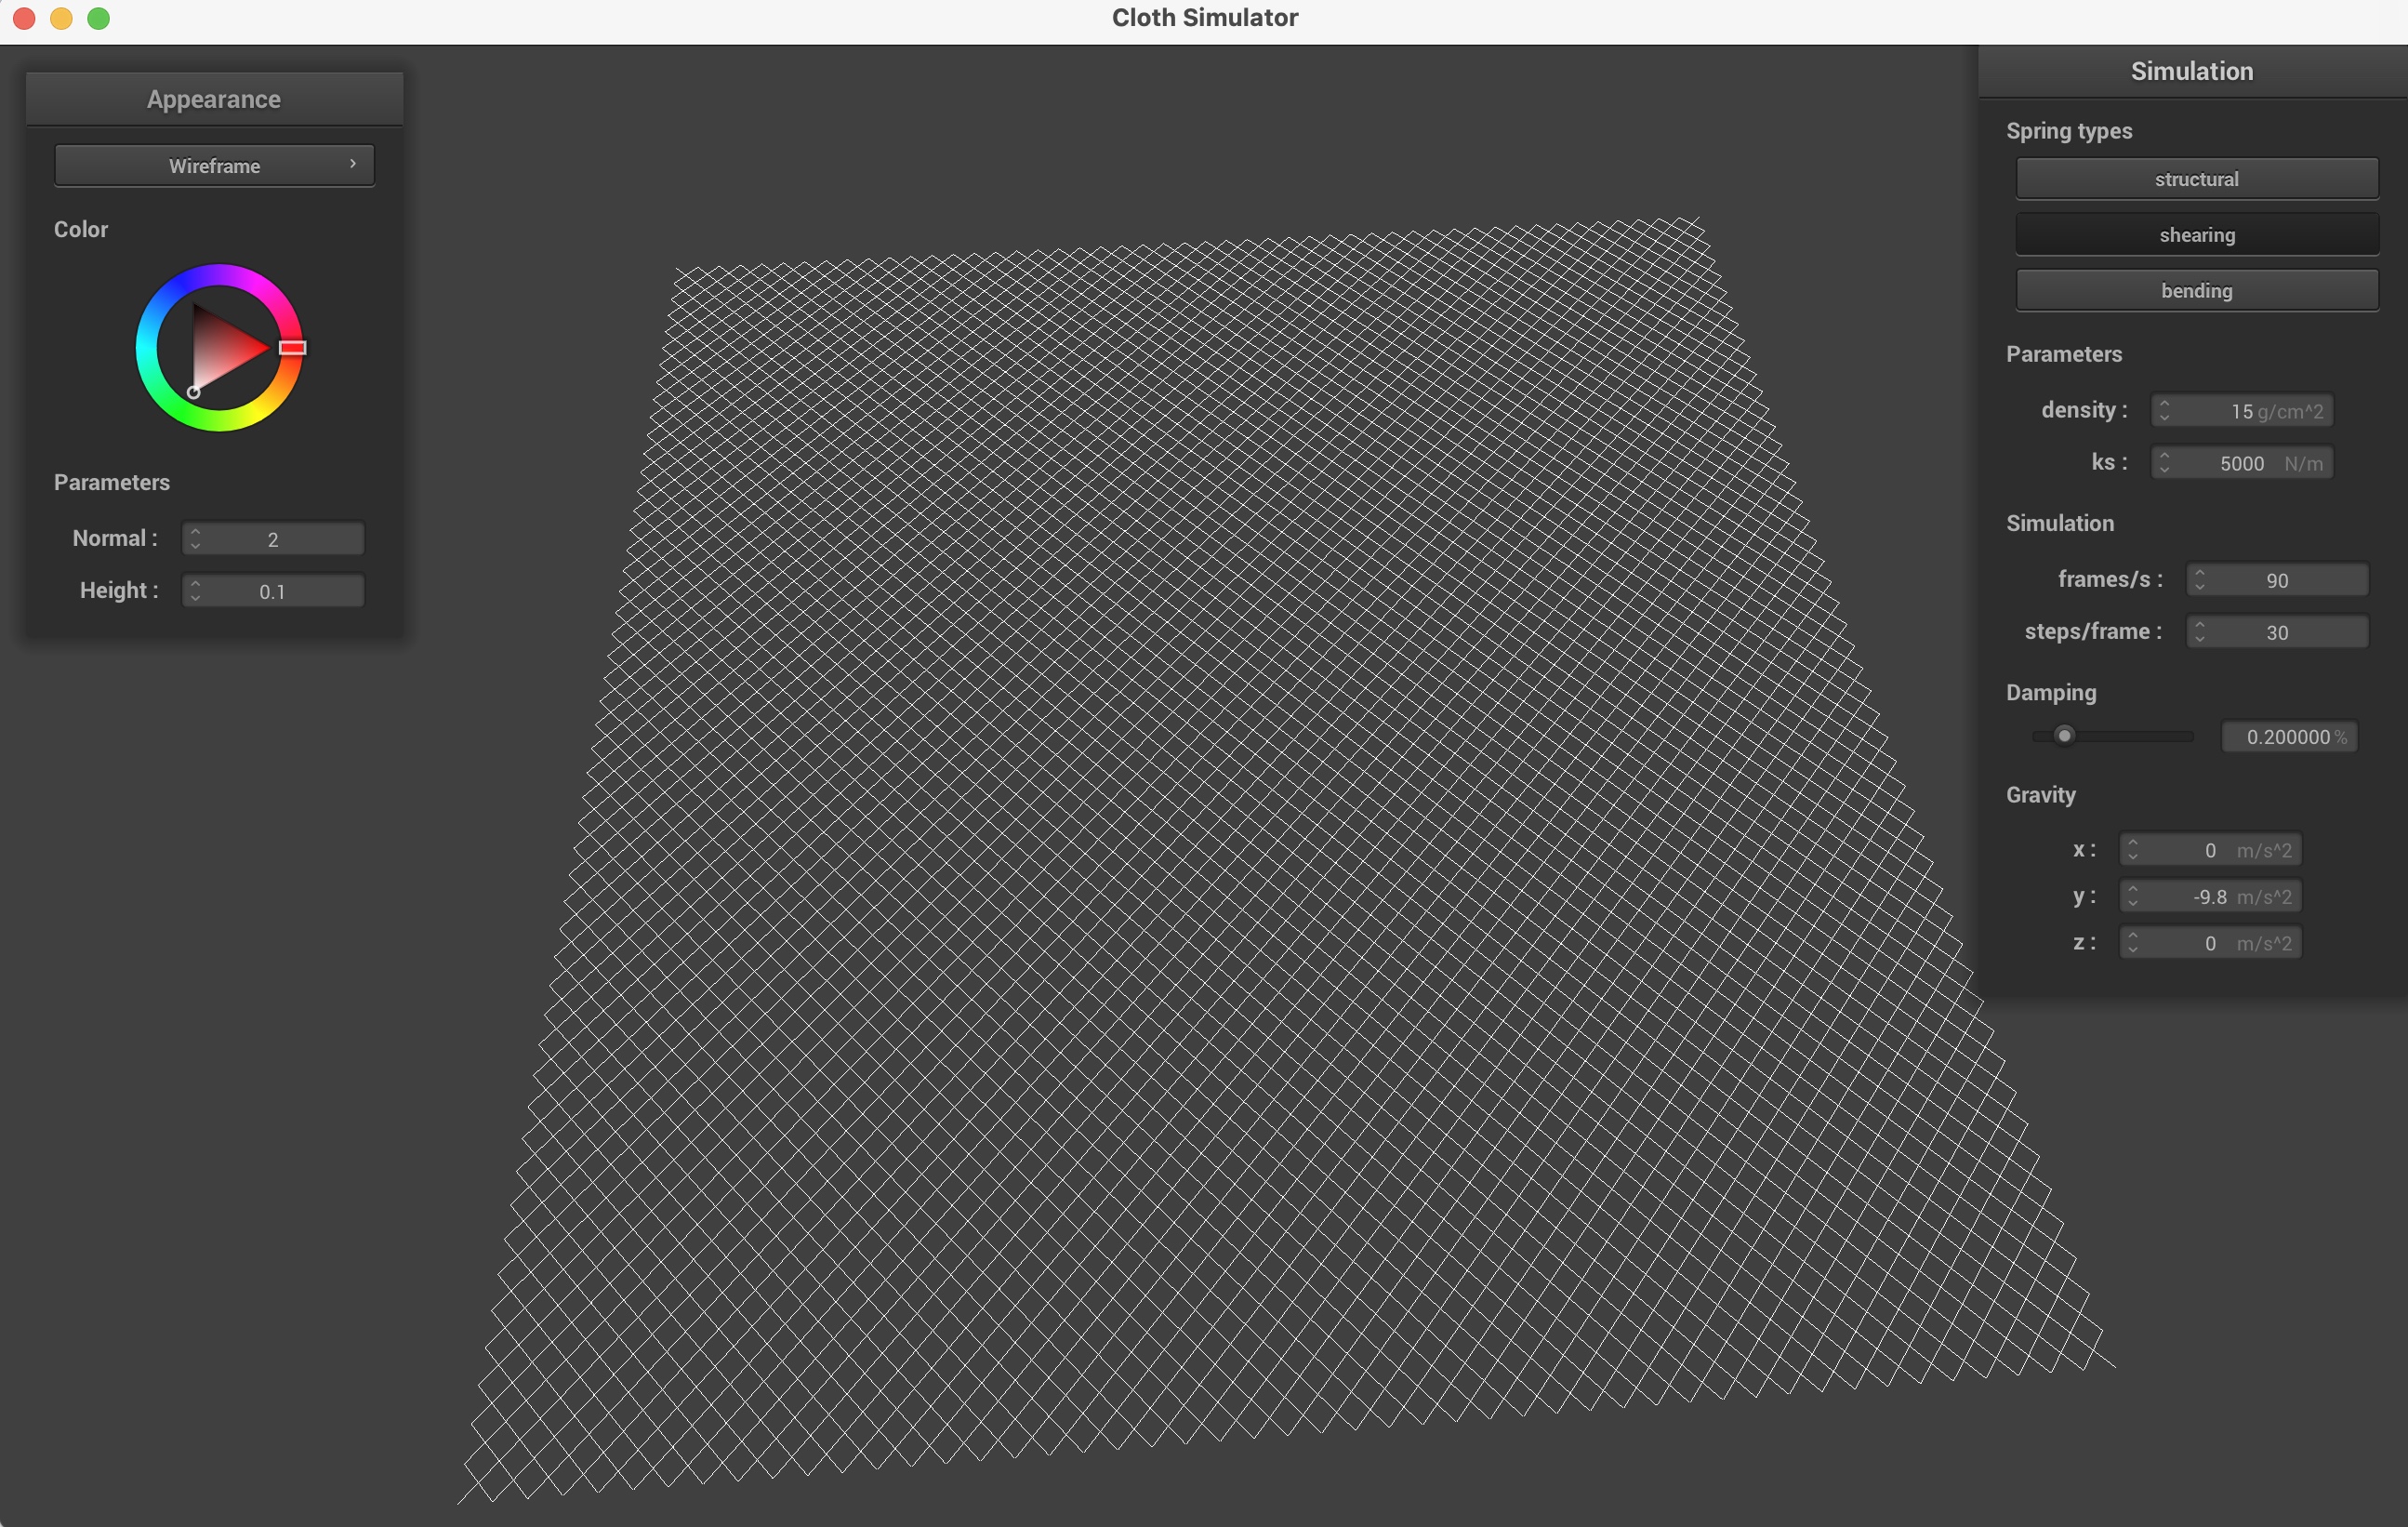 Cloth Simulator
Appearance
Wireframe
Color
Parameters
Normal : 2
Height : 0.1
Simulation
Spring types
structural
shearing
bending
Parameters
density : 15 g/cm^2
ks : 5000 N/m
Simulation
frames/s : 90
steps/frame : 30
Damping
0.200000 %
Gravity
x : 0 m/s^2
y : -9.8 m/s^2
z : 0 m/s^2